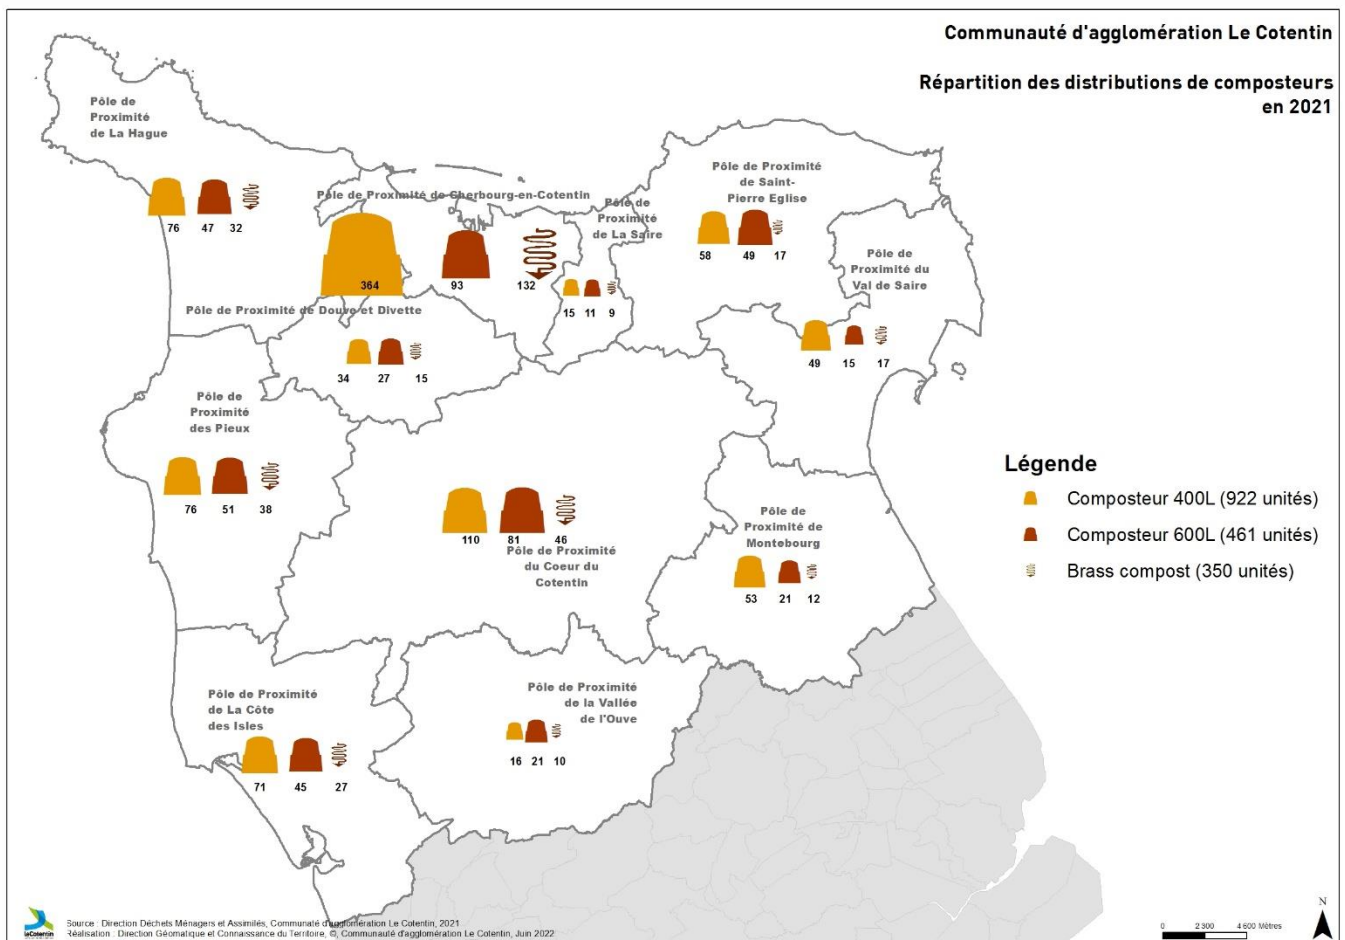 Communauté d'agglomération Le Cotentin
Répartition des distributions de composteurs
en 2021
Pôle de
Proximité
de La Hague
76 47 32
Pôle de Proximité de Cherbourg-en-Cotentin
364 93 132
Pôle de
Proximité
de La Saire
15 11 9
Pôle de Proximité
de Saint-
Pierre Eglise
58 49 17
Pôle de
Proximité du
Val de Saire
49 15 17
Pôle de Proximité de Douve et Divette
34 27 15
Pôle de
Proximité
des Pieux
76 51 38
110 81 46
Pôle de Proximité
du Coeur du
Cotentin
Pôle de
Proximité de
Montebourg
53 21 12
Pôle de Proximité
de La Côte
des Isles
71 45 27
Pôle de Proximité
de la Vallée
de l'Ouve
16 21 10
Légende
Composteur 400L (922 unités)
Composteur 600L (461 unités)
Brass compost (350 unités)
leCotentin
Source : Direction Déchets Ménagers et Assimilés, Communauté d'agglomération Le Cotentin, 2021
Réalisation : Direction Géomatique et Connaissance du Territoire, ©, Communauté d'agglomération Le Cotentin, Juin 2022
0 2 300 4 600 Mètres
N